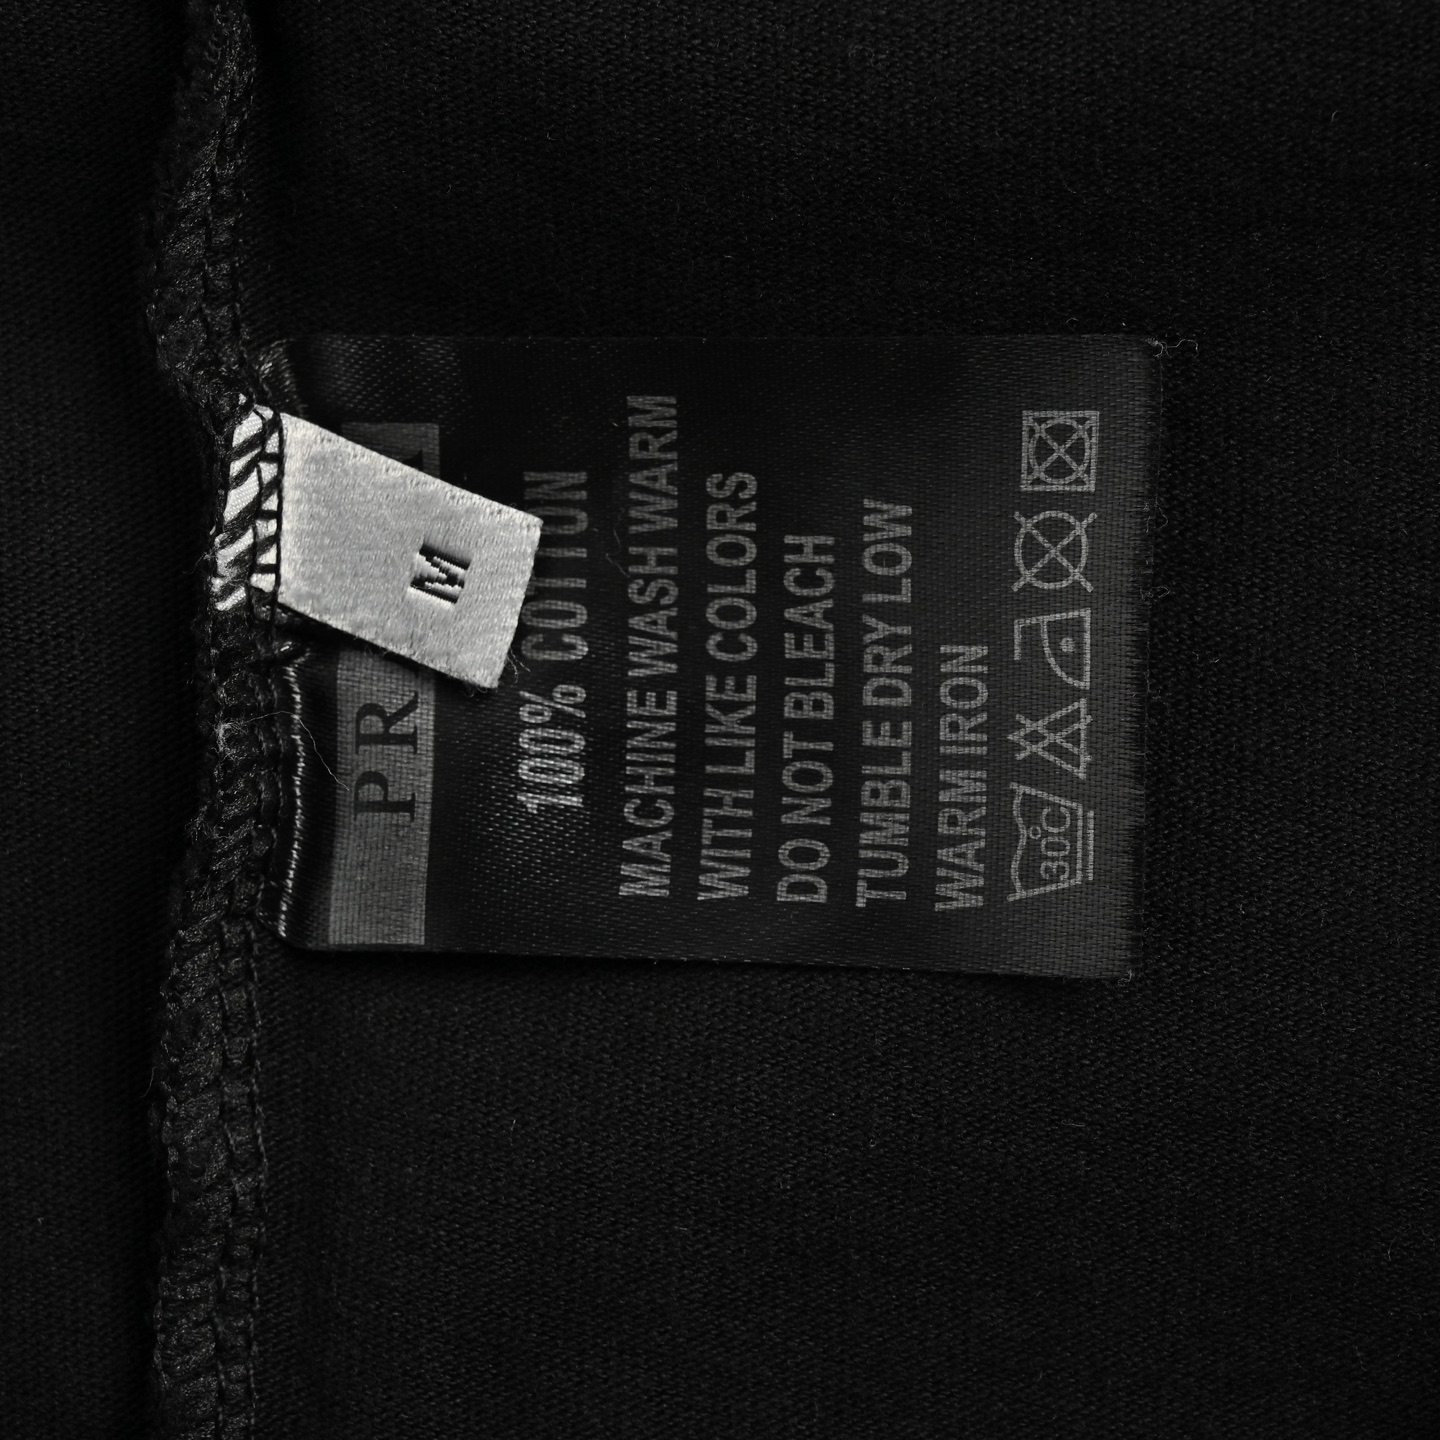 PR
100% COTTON
MACHINE WASH WARM
WITH LIKE COLORS
DO NOT BLEACH
TUMBLE DRY LOW
WARM IRON
30°C
M